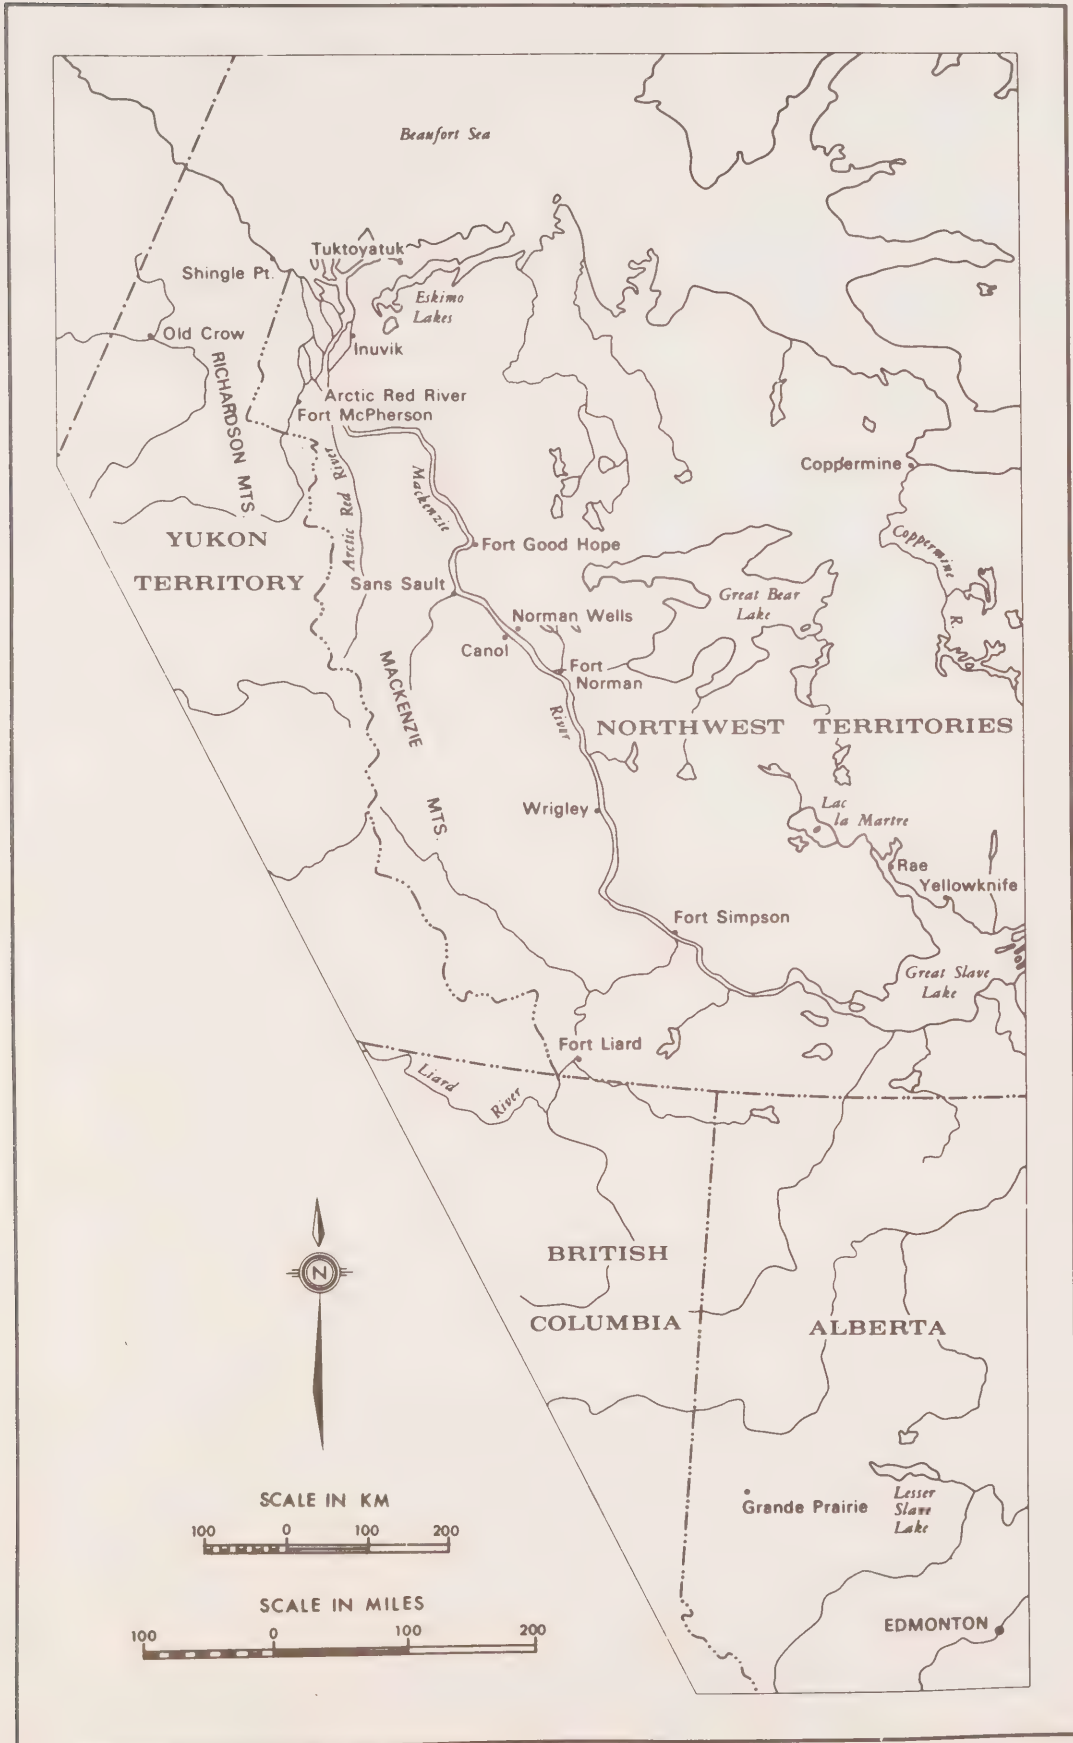 Beaufort Sea
Tuktoyatuk
Shingle Pt.
Eskimo
Lakes
Old Crow
Inuvik
RICHARDSON MTS.
Arctic Red River
Fort McPherson
Arctic Red River
Mackenzie
Coppermine
Coppermine
R.
YUKON
TERRITORY
Fort Good Hope
Sans Sault
Great Bear
Lake
Norman Wells
Canol
Fort
Norman
MACKENZIE
MTS.
River
NORTHWEST TERRITORIES
Wrigley
Lac
la Martre
Rae
Yellowknife
Fort Simpson
Great Slave
Lake
Fort Liard
Liard
River
BRITISH
COLUMBIA
ALBERTA
N
Grande Prairie
Lesser
Slave
Lake
EDMONTON
SCALE IN KM
100 0 100 200
SCALE IN MILES
100 0 100 200